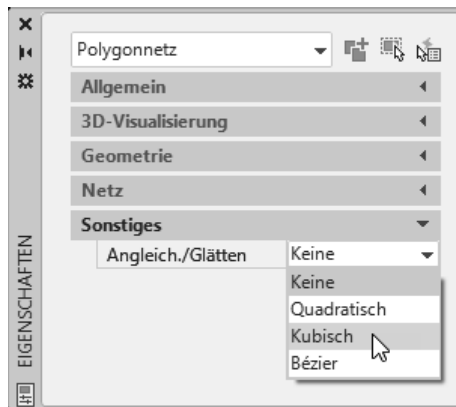 Polygonnetz
Allgemein
3D-Visualisierung
Geometrie
Netz
Sonstiges
Angleich./Glätten Keine
Keine
Quadratisch
Kubisch
Bézier
EIGENSCHAFTEN